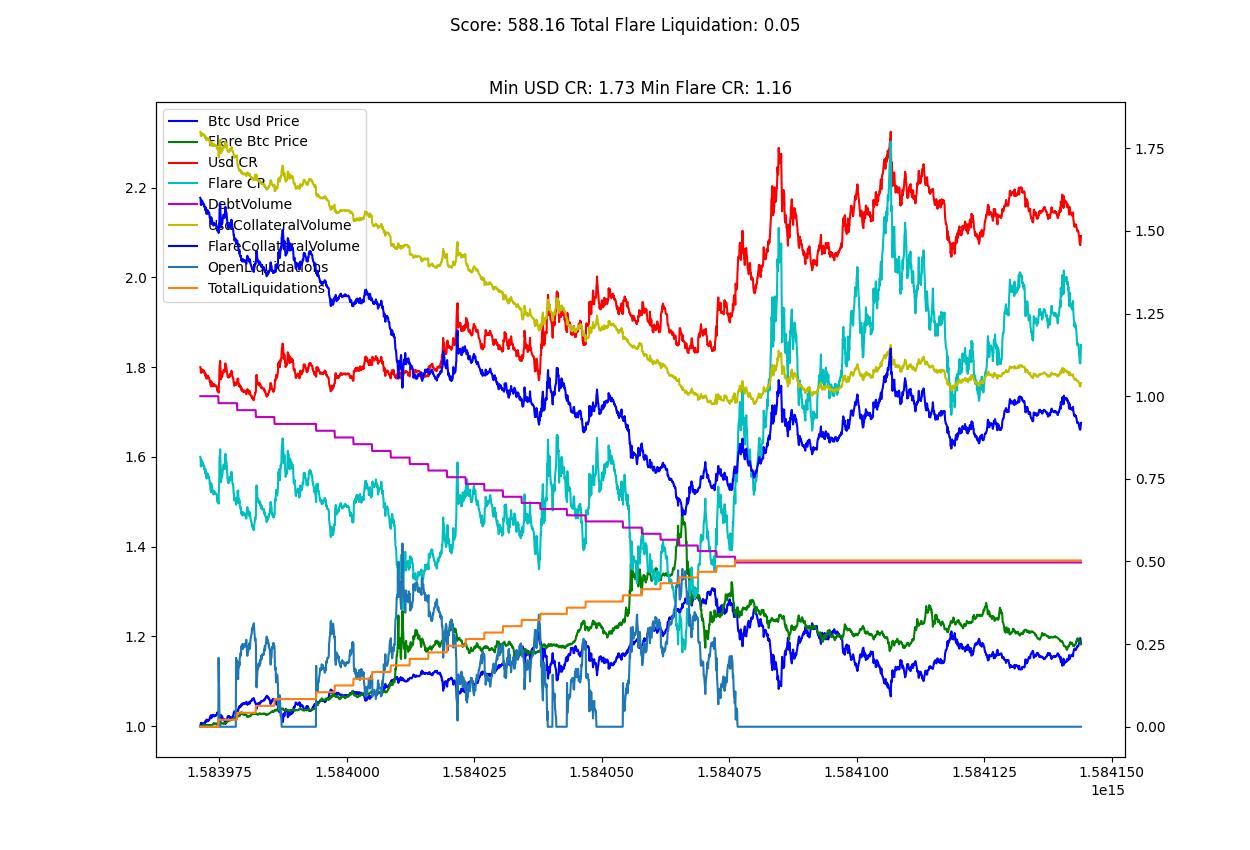 Score: 588.16 Total Flare Liquidation: 0.05
Min USD CR: 1.73 Min Flare CR: 1.16
Btc Usd Price
Flare Btc Price
Usd CR
Flare CR
DebtVolume
UsdCollateralVolume
FlareCollateralVolume
OpenLiquidations
TotalLiquidations
2.2
2.0
1.8
1.6
1.4
1.2
1.0
1.75
1.50
1.25
1.00
0.75
0.50
0.25
0.00
1.583975 1.584000 1.584025 1.584050 1.584075 1.584100 1.584125 1.584150
1e15